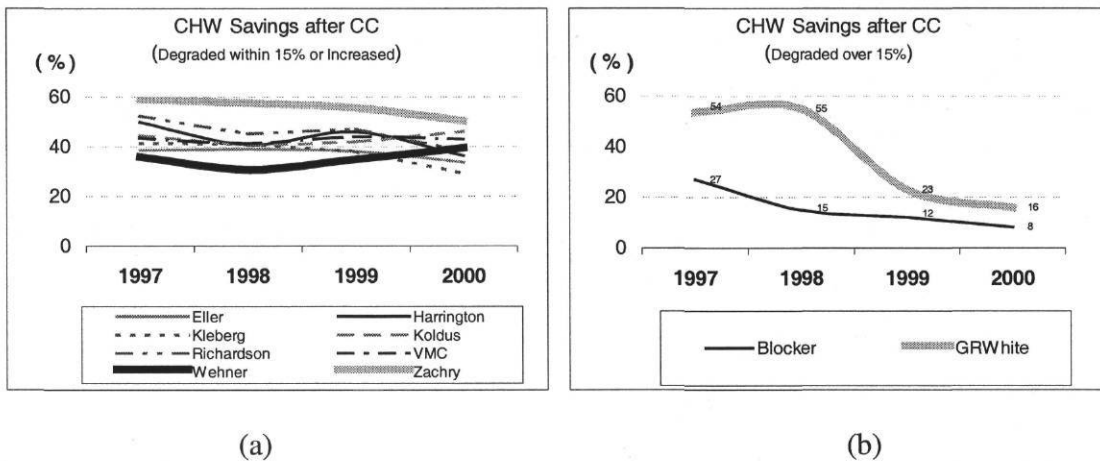 CHW Savings after CC
(Degraded within 15% or Increased)
( % )
60
40
20
0
1997 1998 1999 2000
Eller Harrington
Kleberg Koldus
Richardson VMC
Wehner Zachry
(a)
CHW Savings after CC
(Degraded over 15%)
( % )
60
54 55
40
27
23
20
15 12 16
8
0
1997 1998 1999 2000
Blocker GRWhite
(b)